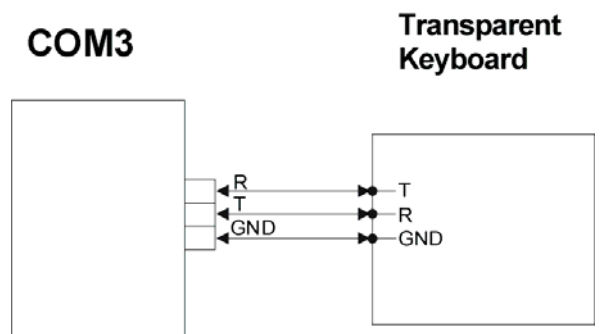 COM3
Transparent
Keyboard
R
T
T
R
GND
GND